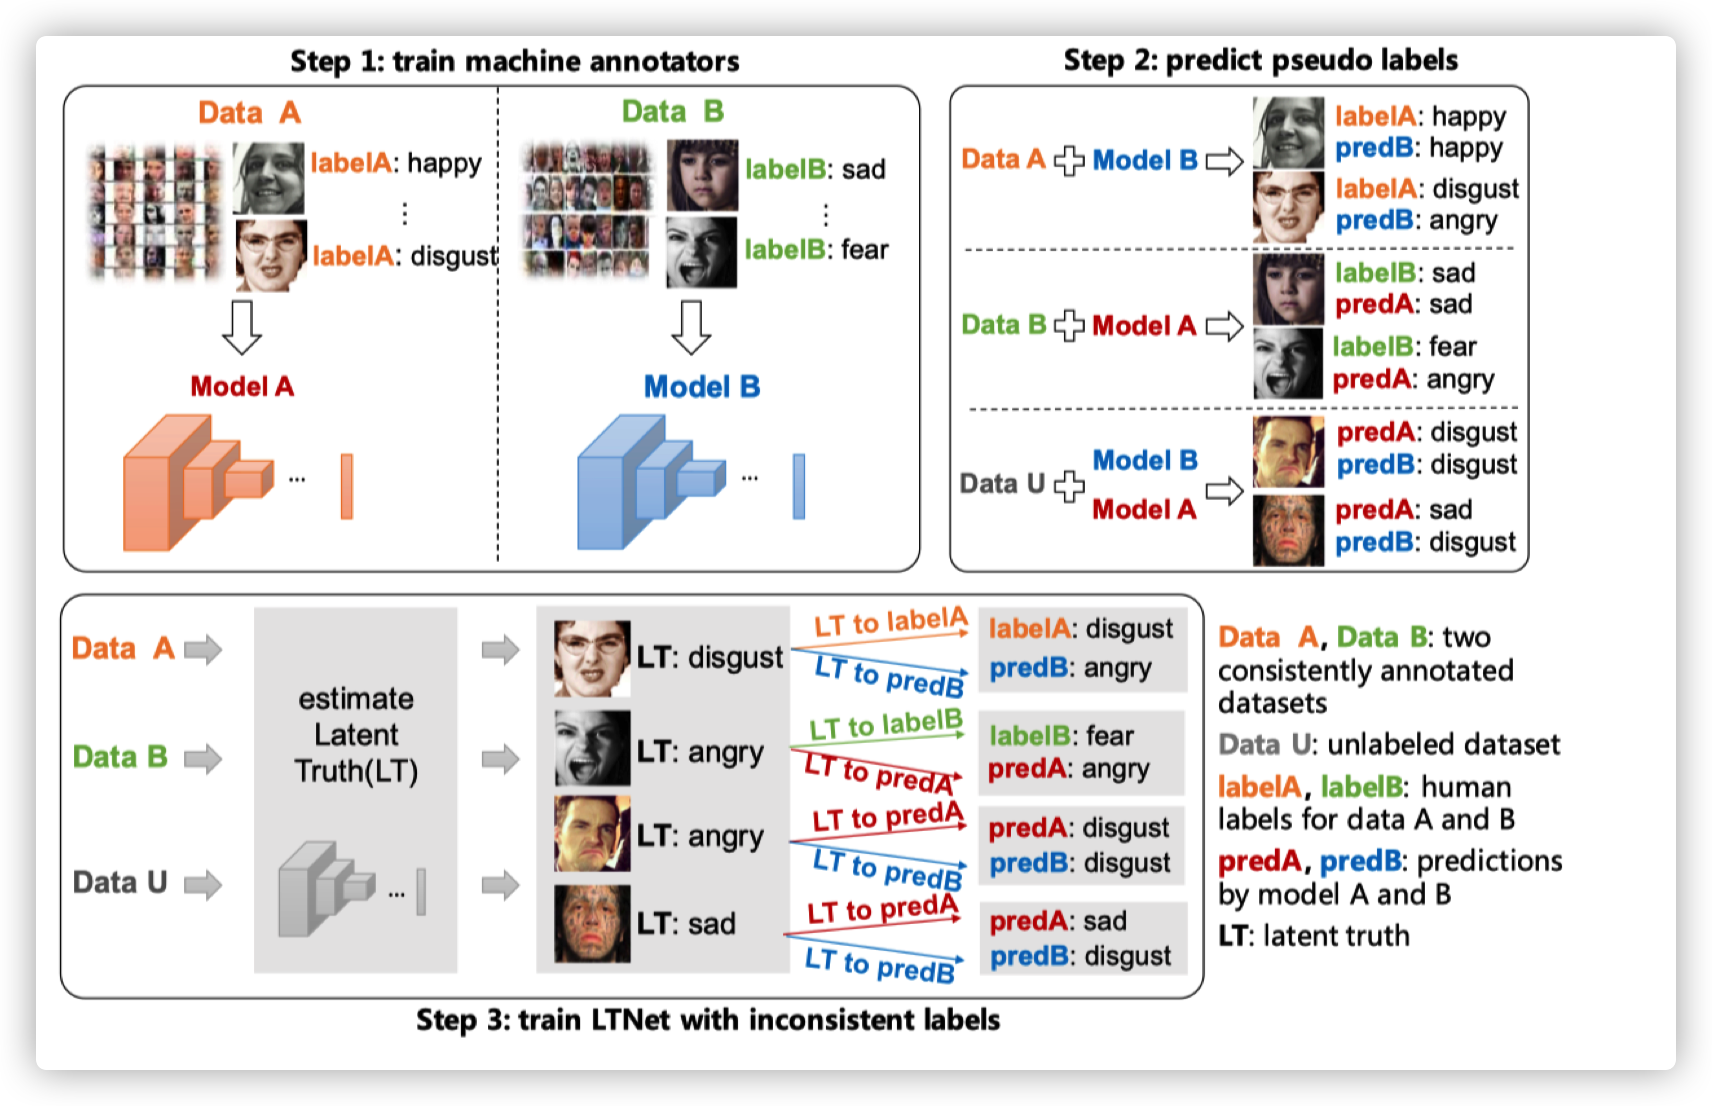 Step 1: train machine annotators
Data A
labelA: happy
⋮
labelA: disgust
Model A
...
Data B
labelB: sad
⋮
labelB: fear
Model B
...
Step 2: predict pseudo labels
Data A
Model B
labelA: happy
predB: happy
labelA: disgust
predB: angry
Data B
Model A
labelB: sad
predA: sad
labelB: fear
predA: angry
Data U
Model B
Model A
predA: disgust
predB: disgust
predA: sad
predB: disgust
Data A
Data B
Data U
estimate
Latent
Truth(LT)
...
LT: disgust
LT to labelA
LT to predB
labelA: disgust
predB: angry
LT: angry
LT to labelB
LT to predA
labelB: fear
predA: angry
LT: angry
LT to predA
LT to predB
predA: disgust
predB: disgust
LT: sad
LT to predA
LT to predB
predA: sad
predB: disgust
Step 3: train LTNet with inconsistent labels
Data A, Data B: two
consistently annotated
datasets
Data U: unlabeled dataset
labelA, labelB: human
labels for data A and B
predA, predB: predictions
by model A and B
LT: latent truth